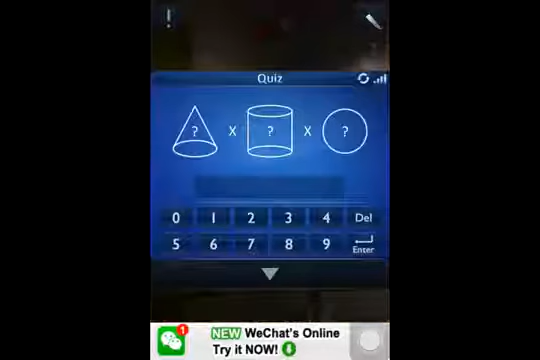 !
Quiz
? X ? X ?
0 1 2 3 4 Del
5 6 7 8 9 Enter
1
NEW WeChat's Online
Try it NOW!